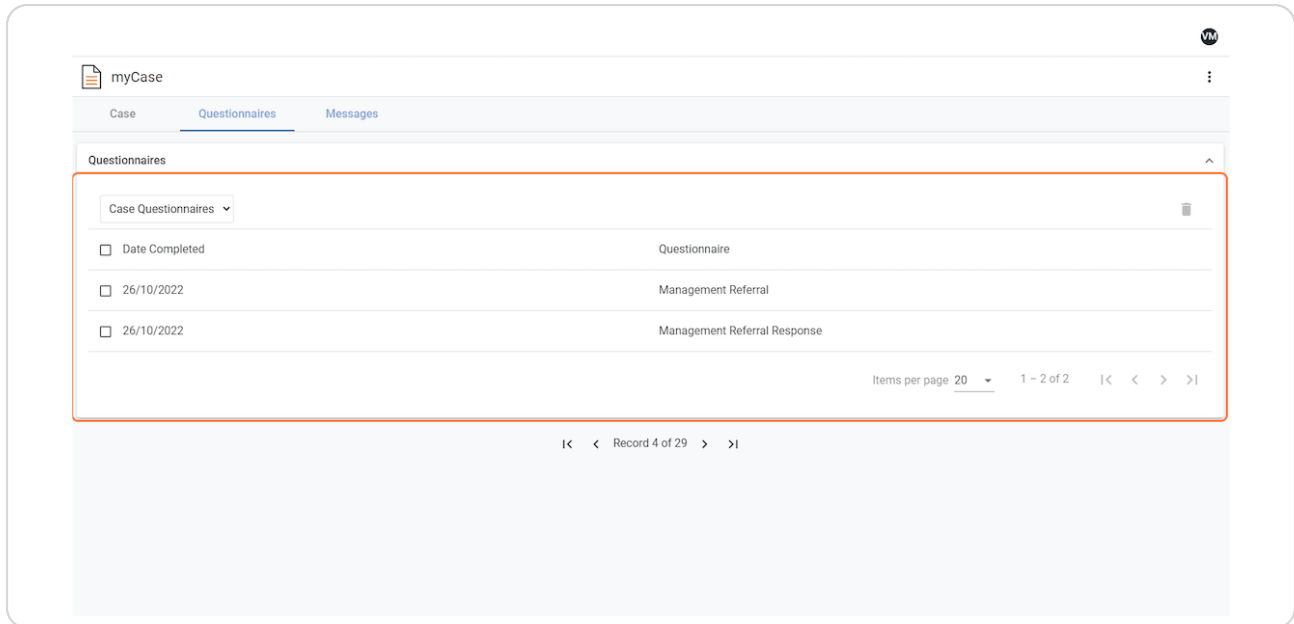 VM
myCase
Case Questionnaires Messages
Questionnaires
Case Questionnaires
Date Completed Questionnaire
26/10/2022 Management Referral
26/10/2022 Management Referral Response
Items per page 20 1 – 2 of 2
Record 4 of 29